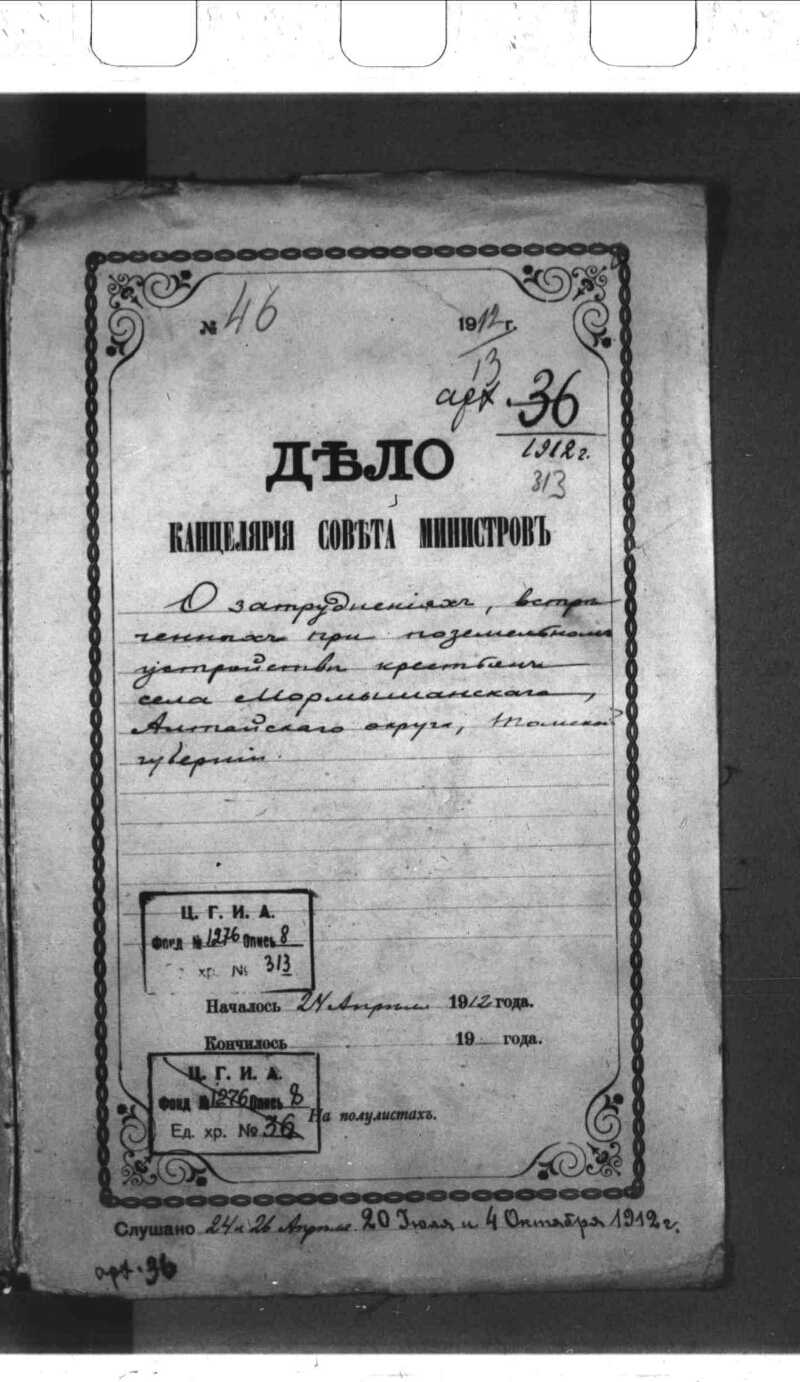 № 46 1912 г.
13
арх. 36
1912 г.
313
ДѢЛО
КАНЦЕЛЯРІЯ СОВѢТА МИНИСТРОВЪ
О затрудненіяхъ, встрѣ-
ченныхъ при поземельномъ
устройствѣ крестьянъ
села Мормышанскаго,
Алтайскаго округа, Томской
губерніи.
Ц. Г. И. А.
Фонд № 1276 Опись 8
хр. № 313
Началось 24 Апрѣля 1912 года.
Кончилось 19 года.
Ц. Г. И. А.
Фонд № 1276 Опись 8
Ед. хр. № 36
На полулистахъ.
Слушано 24 и 26 Апрѣля. 20 Іюля и 4 Октября 1912 г.
арх. 36